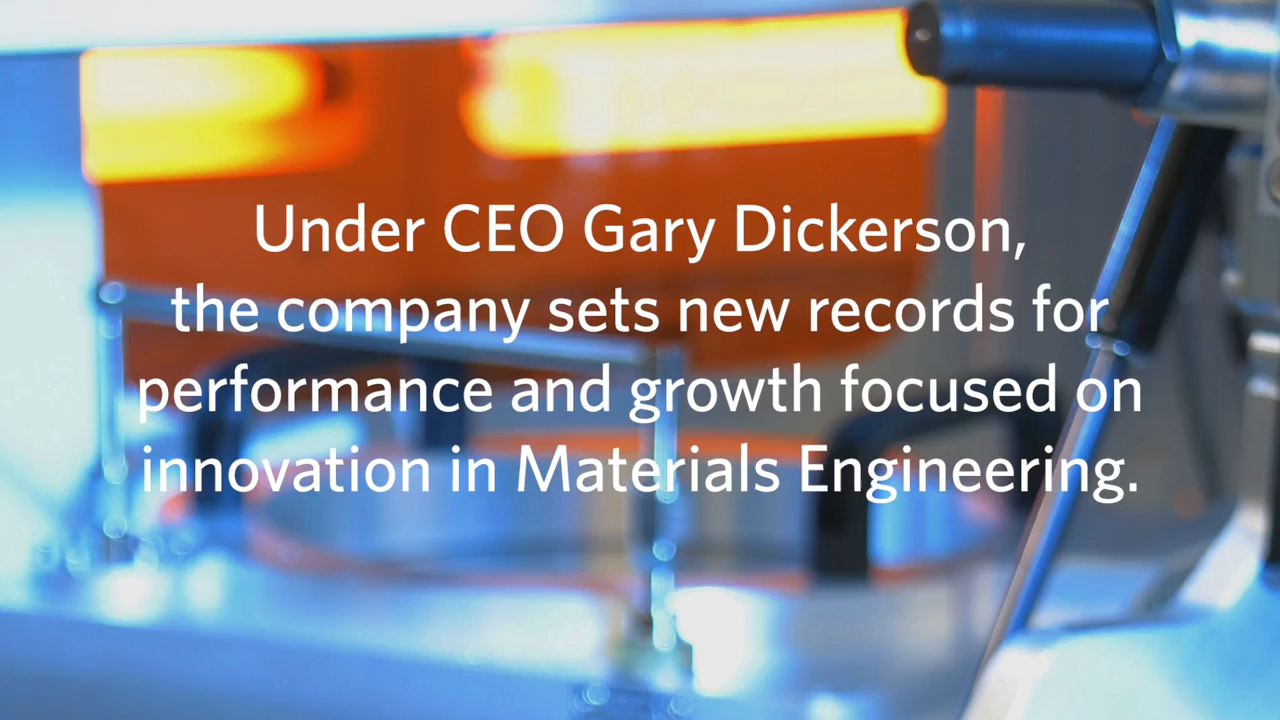 Under CEO Gary Dickerson,
the company sets new records for
performance and growth focused on
innovation in Materials Engineering.